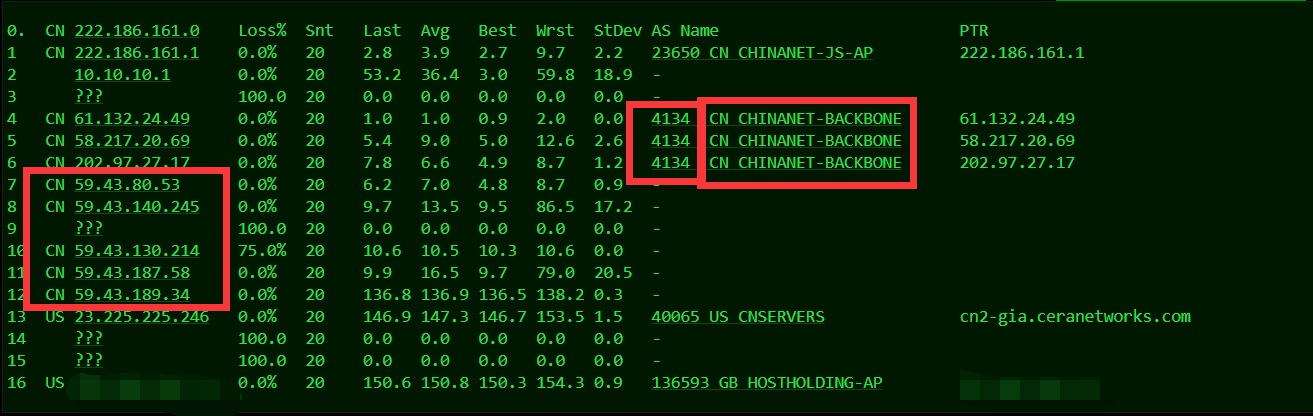 0. CN 222.186.161.0 Loss% Snt Last Avg Best Wrst StDev AS Name PTR
1 CN 222.186.161.1 0.0% 20 2.8 3.9 2.7 9.7 2.2 23650 CN CHINANET-JS-AP 222.186.161.1
2 10.10.10.1 0.0% 20 53.2 36.4 3.0 59.8 18.9 -
3 ??? 100.0 20 0.0 0.0 0.0 0.0 0.0 -
4 CN 61.132.24.49 0.0% 20 1.0 1.0 0.9 2.0 0.0 4134 CN CHINANET-BACKBONE 61.132.24.49
5 CN 58.217.20.69 0.0% 20 5.4 9.0 5.0 12.6 2.6 4134 CN CHINANET-BACKBONE 58.217.20.69
6 CN 202.97.27.17 0.0% 20 7.8 6.6 4.9 8.7 1.2 4134 CN CHINANET-BACKBONE 202.97.27.17
7 CN 59.43.80.53 0.0% 20 6.2 7.0 4.8 8.7 0.9 -
8 CN 59.43.140.245 0.0% 20 9.7 13.5 9.5 86.5 17.2 -
9 ??? 100.0 20 0.0 0.0 0.0 0.0 0.0 -
10 CN 59.43.130.214 75.0% 20 10.6 10.5 10.3 10.6 0.0 -
11 CN 59.43.187.58 0.0% 20 9.9 16.5 9.7 79.0 20.5 -
12 CN 59.43.189.34 0.0% 20 136.8 136.9 136.5 138.2 0.3 -
13 US 23.225.225.246 0.0% 20 146.9 147.3 146.7 153.5 1.5 40065 US CNSERVERS cn2-gia.ceranetworks.com
14 ??? 100.0 20 0.0 0.0 0.0 0.0 0.0 -
15 ??? 100.0 20 0.0 0.0 0.0 0.0 0.0 -
16 US 0.0% 20 150.6 150.8 150.3 154.3 0.9 136593 GB HOSTHOLDING-AP